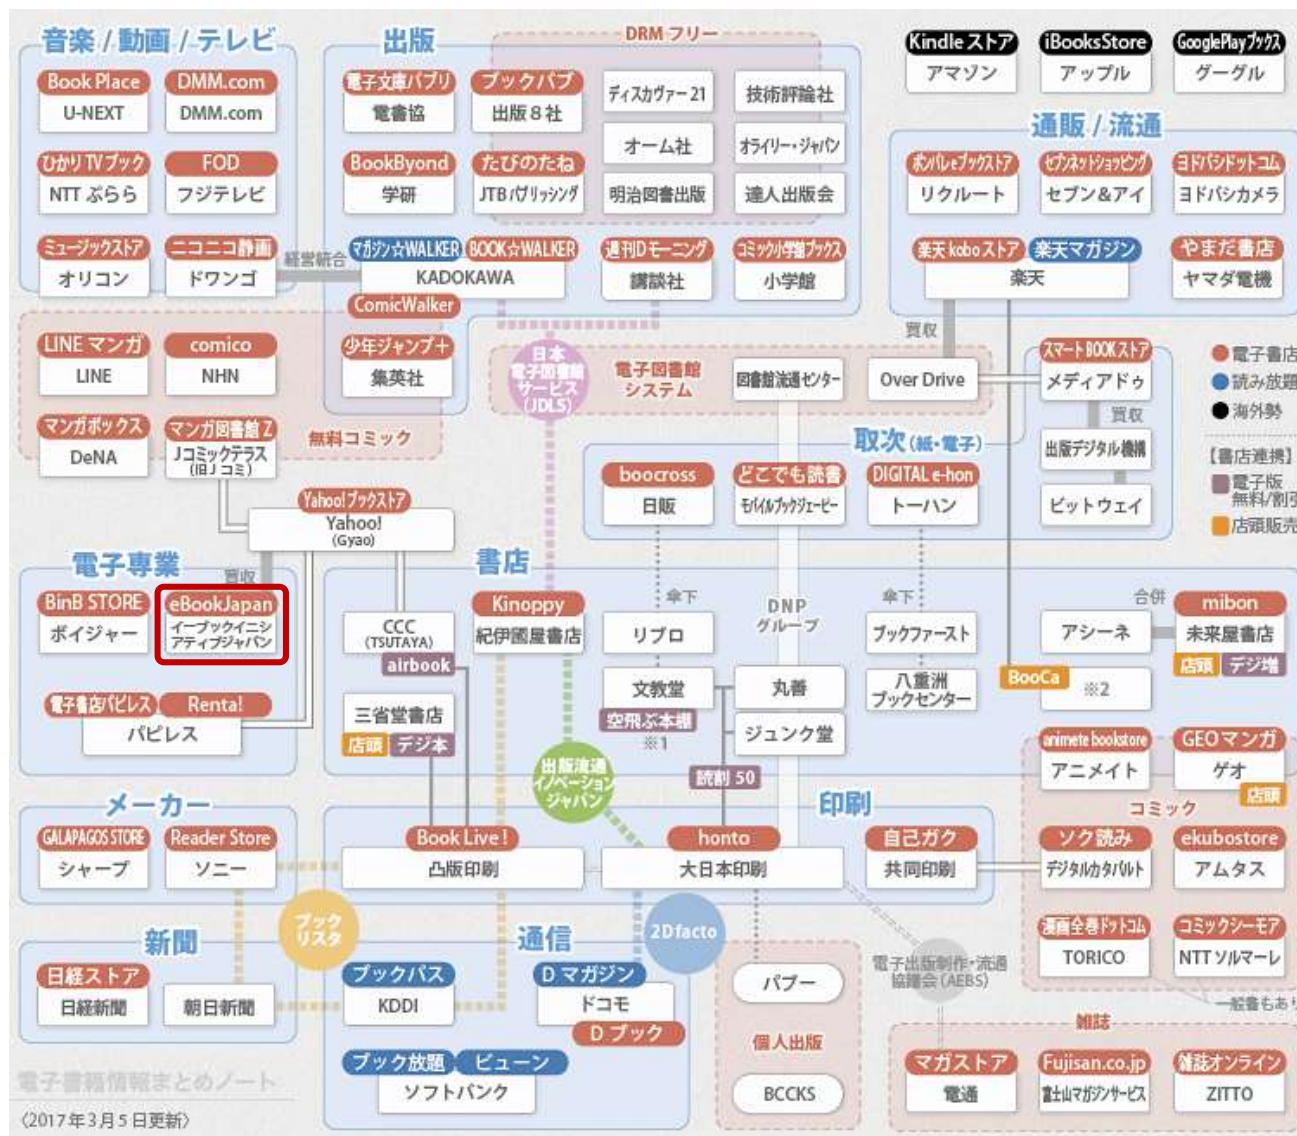 音楽 / 動画 / テレビ
Book Place
U-NEXT
DMM.com
DMM.com
ひかりTVブック
NTT ぷらら
FOD
フジテレビ
ミュージックストア
オリコン
ニコニコ静画
ドワンゴ
経営統合
出版
電子文庫パブリ
電書協
ブックパブ
出版8社
BookByond
学研
たびのたね
JTBパブリッシング
マガジン☆WALKER
BOOK☆WALKER
KADOKAWA
ComicWalker
少年ジャンプ+
集英社
DRM フリー
ディスカヴァー21
技術評論社
オーム社
オライリー・ジャパン
明治図書出版
達人出版会
週刊Dモーニング
講談社
コミック小学館ブックス
小学館
Kindle ストア
アマゾン
iBooksStore
アップル
GooglePlayブックス
グーグル
通販 / 流通
ポンパレeブックストア
リクルート
セブンネットショッピング
セブン&アイ
ヨドバシドットコム
ヨドバシカメラ
楽天 koboストア
楽天マガジン
楽天
やまだ書店
ヤマダ電機
買収
LINE マンガ
LINE
comico
NHN
マンガボックス
DeNA
マンガ図書館 Z
Jコミックテラス
(旧Jコミ)
無料コミック
日本
電子図書館
サービス
(JDLS)
電子図書館
システム
図書館流通センター
Over Drive
スマートBOOKストア
メディアドゥ
買収
出版デジタル機構
ビットウェイ
電子書店
読み放題
海外勢
【書店連携】
電子版
無料/割引
店頭販売
取次(紙・電子)
boocross
日販
どこでも読書
モバイルブックジェーピー
DIGITAL e-hon
トーハン
Yahoo!ブックストア
Yahoo!
(Gyao)
買収
電子専業
BinB STORE
ボイジャー
eBookJapan
イーブックイニシ
アティブジャパン
電子書店パピレス
Renta!
パピレス
書店
CCC
(TSUTAYA)
airbook
三省堂書店
店頭
デジ本
Kinoppy
紀伊國屋書店
傘下
リブロ
文教堂
空飛ぶ本棚
※1
DNP
グループ
丸善
ジュンク堂
読割 50
傘下
ブックファースト
八重洲
ブックセンター
BooCa
※2
アシーネ
合併
mibon
未来屋書店
店頭
デジ増
出版流通
イノベーション
ジャパン
animete bookstore
アニメイト
GEOマンガ
ゲオ
店頭
コミック
ソク読み
デジタルカタパルト
ekubostore
アムタス
漫画全巻ドットコム
TORICO
コミックシーモア
NTT ソルマーレ
一般書もあり
メーカー
GALAPAGOS STORE
シャープ
Reader Store
ソニー
印刷
Book Live!
凸版印刷
honto
大日本印刷
自己ガク
共同印刷
ブック
リスタ
2Dfacto
新聞
日経ストア
日経新聞
朝日新聞
通信
ブックパス
KDDI
D マガジン
ドコモ
D ブック
ブック放題
ビューン
ソフトバンク
パブー
個人出版
BCCKS
電子出版制作・流通
協議会(AEBS)
雑誌
マガストア
電通
Fujisan.co.jp
富士山マガジンサービス
雑誌オンライン
ZITTO
電子書籍情報まとめノート
〈2017年3月5日更新〉